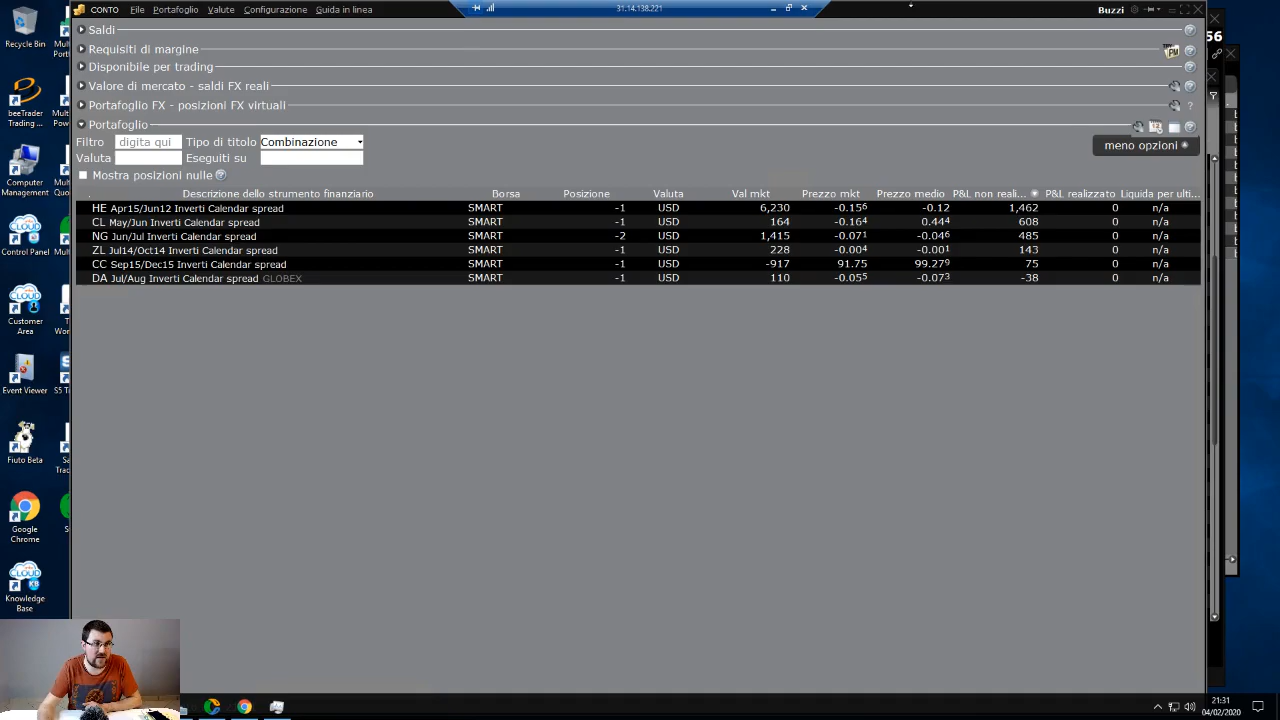 CONTO File Portafoglio Valute Configurazione Guida in linea
31.14.138.221
Buzzi
56
Saldi
Requisiti di margine
PM
Disponibile per trading
Valore di mercato - saldi FX reali
Portafoglio FX - posizioni FX virtuali
Portafoglio
Filtro digita qui Tipo di titolo Combinazione
meno opzioni
Valuta Eseguiti su
Mostra posizioni nulle
. Descrizione dello strumento finanziario Borsa Posizione Valuta Val mkt Prezzo mkt Prezzo medio P&L non reali... P&L realizzato Liquida per ulti...
HE Apr15/Jun12 Inverti Calendar spread SMART -1 USD 6,230 -0.15⁶ -0.12 1,462 0 n/a
CL May/Jun Inverti Calendar spread SMART -1 USD 164 -0.16⁴ 0.44⁴ 608 0 n/a
NG Jun/Jul Inverti Calendar spread SMART -2 USD 1,415 -0.07¹ -0.04⁶ 485 0 n/a
ZL Jul14/Oct14 Inverti Calendar spread SMART -1 USD 228 -0.00⁴ -0.00¹ 143 0 n/a
CC Sep15/Dec15 Inverti Calendar spread SMART -1 USD -917 91.75 99.27⁹ 75 0 n/a
DA Jul/Aug Inverti Calendar spread GLOBEX SMART -1 USD 110 -0.05⁵ -0.07³ -38 0 n/a
Recycle Bin
beeTrader
Trading ...
Computer
Management
Control Panel
Customer
Area
Event Viewer
Fiuto Beta
Google
Chrome
Knowledge
Base
21:31
04/02/2020